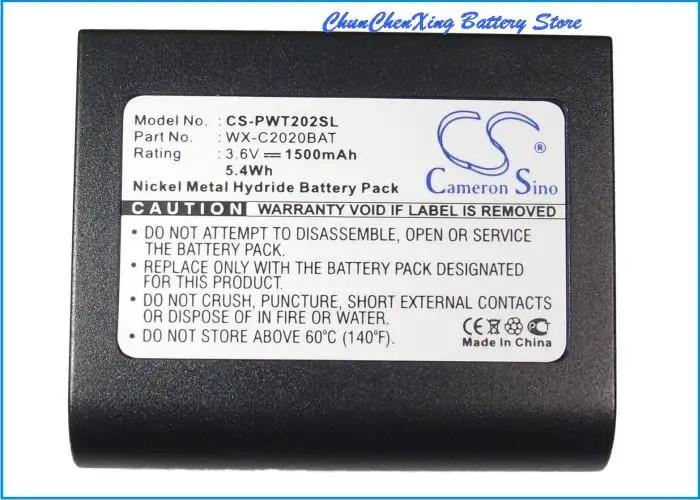 ChunChenXing Battery Store
Model No. : CS-PWT202SL
Part No. : WX-C2020BAT
Rating : 3.6V 1500mAh
5.4Wh
Nickel Metal Hydride Battery Pack
CS ®
Cameron Sino
CAUTION WARRANTY VOID IF LABEL IS REMOVED
• DO NOT ATTEMPT TO DISASSEMBLE, OPEN OR SERVICE
THE BATTERY PACK.
• REPLACE ONLY WITH THE BATTERY PACK DESIGNATED
FOR THIS PRODUCT.
• DO NOT CRUSH, PUNCTURE, SHORT EXTERNAL CONTACTS
OR DISPOSE OF IN FIRE OR WATER.
• DO NOT STORE ABOVE 60°C (140°F).
CE
Made In China